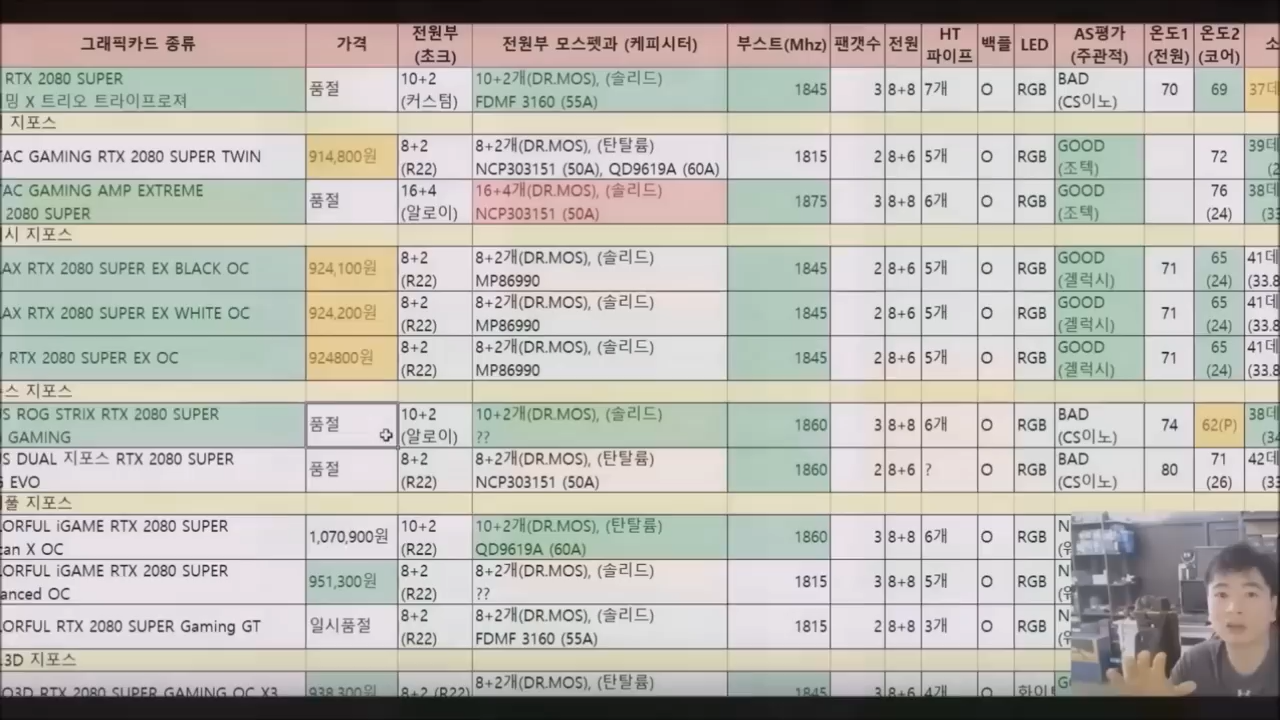 그래픽카드 종류 가격 전원부 (초크) 전원부 모스펫과 (케피시터) 부스트(Mhz) 팬갯수 전원 HT 파이프 백플 LED AS평가 (주관적) 온도1 (전원) 온도2 (코어) 소
RTX 2080 SUPER 품절 10+2 10+2개(DR.MOS), (솔리드) 1845 3 8+8 7개 O RGB BAD 70 69 37데
밍 X 트리오 트라이프로져 (커스텀) FDMF 3160 (55A) (CS이노)
지포스
TAC GAMING RTX 2080 SUPER TWIN 914,800원 8+2 8+2개(DR.MOS), (탄탈륨) 1815 2 8+6 5개 O RGB GOOD 72 39데
(R22) NCP303151 (50A), QD9619A (60A) (조텍)
TAC GAMING AMP EXTREME 품절 16+4 16+4개(DR.MOS), (솔리드) 1875 3 8+8 6개 O RGB GOOD 76 38데
2080 SUPER (알로이) NCP303151 (50A) (조텍) (24) (33
시 지포스
AX RTX 2080 SUPER EX BLACK OC 924,100원 8+2 8+2개(DR.MOS), (솔리드) 1845 2 8+6 5개 O RGB GOOD 71 65 41데
(R22) MP86990 (겔럭시) (24) (33.8
AX RTX 2080 SUPER EX WHITE OC 924,200원 8+2 8+2개(DR.MOS), (솔리드) 1845 2 8+6 5개 O RGB GOOD 71 65 41데
(R22) MP86990 (겔럭시) (24) (33.8
RTX 2080 SUPER EX OC 924800원 8+2 8+2개(DR.MOS), (솔리드) 1845 2 8+6 5개 O RGB GOOD 71 65 41데
(R22) MP86990 (겔럭시) (24) (33.8
스 지포스
S ROG STRIX RTX 2080 SUPER 품절 10+2 10+2개(DR.MOS), (솔리드) 1860 3 8+8 6개 O RGB BAD 74 62(P) 38데
GAMING (알로이) ?? (CS이노) (34
S DUAL 지포스 RTX 2080 SUPER 품절 8+2 8+2개(DR.MOS), (탄탈륨) 1860 2 8+6 ? O RGB BAD 80 71 42데
EVO (R22) NCP303151 (50A) (CS이노) (26) (33
풀 지포스
ORFUL iGAME RTX 2080 SUPER 1,070,900원 10+2 10+2개(DR.MOS), (탄탈륨) 1860 3 8+8 6개 O RGB N
an X OC (R22) QD9619A (60A)
ORFUL iGAME RTX 2080 SUPER 951,300원 8+2 8+2개(DR.MOS), (솔리드) 1815 3 8+8 5개 O RGB N
anced OC (R22) ??
ORFUL RTX 2080 SUPER Gaming GT 일시품절 8+2 8+2개(DR.MOS), (솔리드) 1815 2 8+8 3개 O RGB N
(R22) FDMF 3160 (55A)
3D 지포스
O3D RTX 2080 SUPER GAMING OC X3 938,300원 8+2 (R22) 8+2개(DR.MOS), (탄탈륨) 1845 3 8+6 4개 O